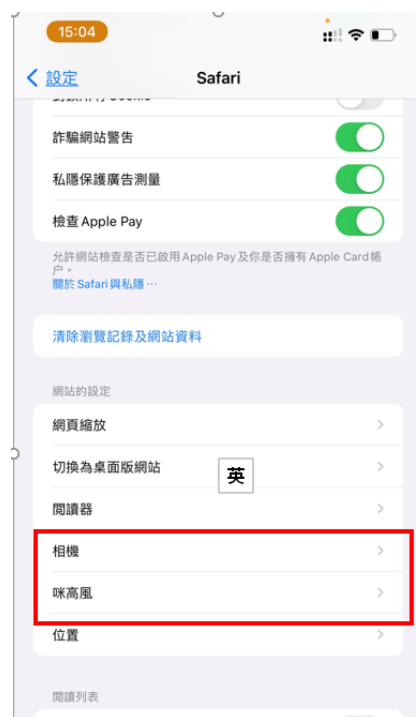 15:04
設定
Safari
詐騙網站警告
私隱保護廣告測量
檢查 Apple Pay
允許網站檢查是否已啟用 Apple Pay 及你是否擁有 Apple Card 帳
户。
關於 Safari 與私隱…
清除瀏覽記錄及網站資料
網站的設定
網頁縮放
切換為桌面版網站
英
閲讀器
相機
咪高風
位置
閲讀列表